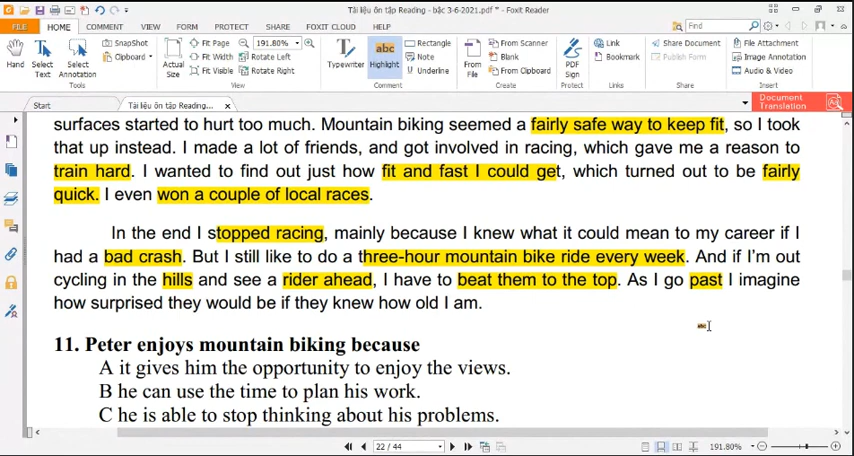 Tài liệu ôn tập Reading - bậc 3-6-2021.pdf * - Foxit Reader
FILE HOME COMMENT VIEW FORM PROTECT SHARE FOXIT CLOUD HELP
Find
Hand
Select Text
Select Annotation
SnapShot
Clipboard
Tools
Actual Size
Fit Page
Fit Width
Fit Visible
191.80%
Rotate Left
Rotate Right
View
Typewriter
Highlight
Rectangle
Note
Underline
Comment
From File
From Scanner
Blank
From Clipboard
Create
PDF Sign
Protect
Link
Bookmark
Links
Share Document
Publish Form
Share
File Attachment
Image Annotation
Audio & Video
Insert
Start
Tài liệu ôn tập Reading...
Document Translation
surfaces started to hurt too much. Mountain biking seemed a fairly safe way to keep fit, so I took
that up instead. I made a lot of friends, and got involved in racing, which gave me a reason to
train hard. I wanted to find out just how fit and fast I could get, which turned out to be fairly
quick. I even won a couple of local races.
In the end I stopped racing, mainly because I knew what it could mean to my career if I
had a bad crash. But I still like to do a three-hour mountain bike ride every week. And if I'm out
cycling in the hills and see a rider ahead, I have to beat them to the top. As I go past I imagine
how surprised they would be if they knew how old I am.
11. Peter enjoys mountain biking because
A it gives him the opportunity to enjoy the views.
B he can use the time to plan his work.
C he is able to stop thinking about his problems.
22 / 44
191.80%